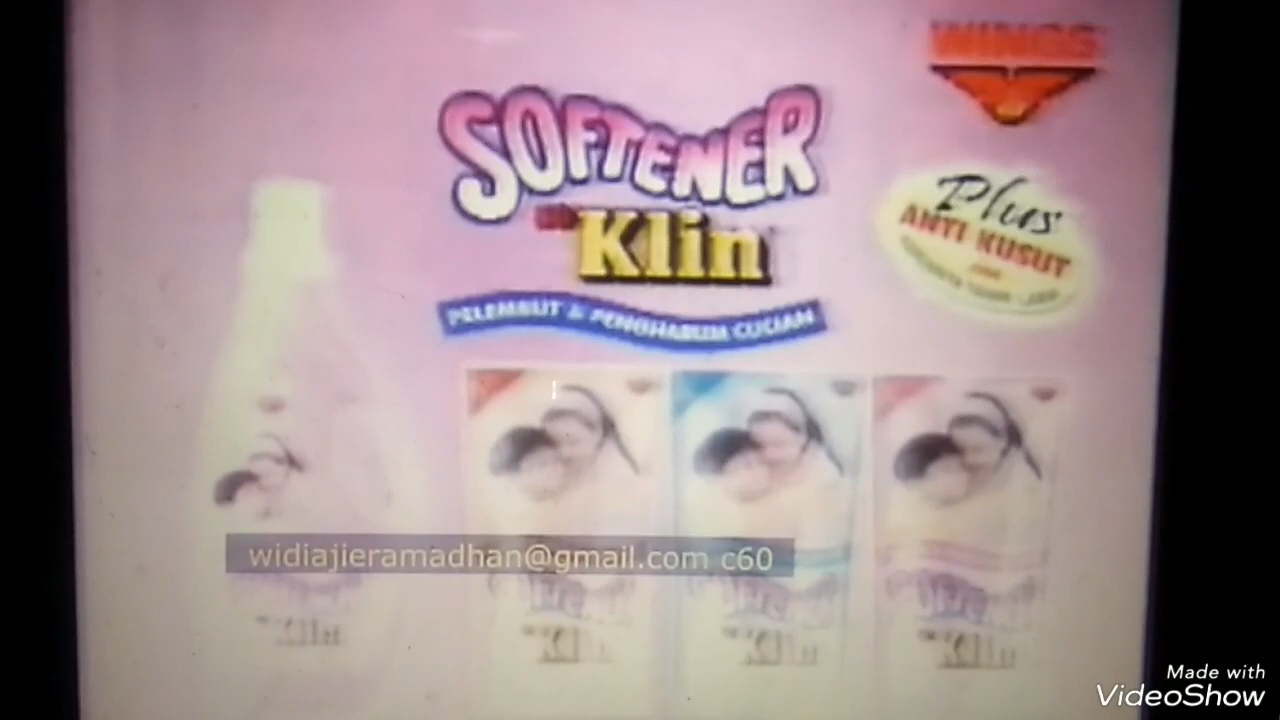 WINGS
SOFTENER
so Klin
PELEMBUT & PENGHARUM CUCIAN
Plus
ANTI KUSUT
widiajieramadhan@gmail.com c60
Klin
Klin
Klin
Klin
Made with
VideoShow